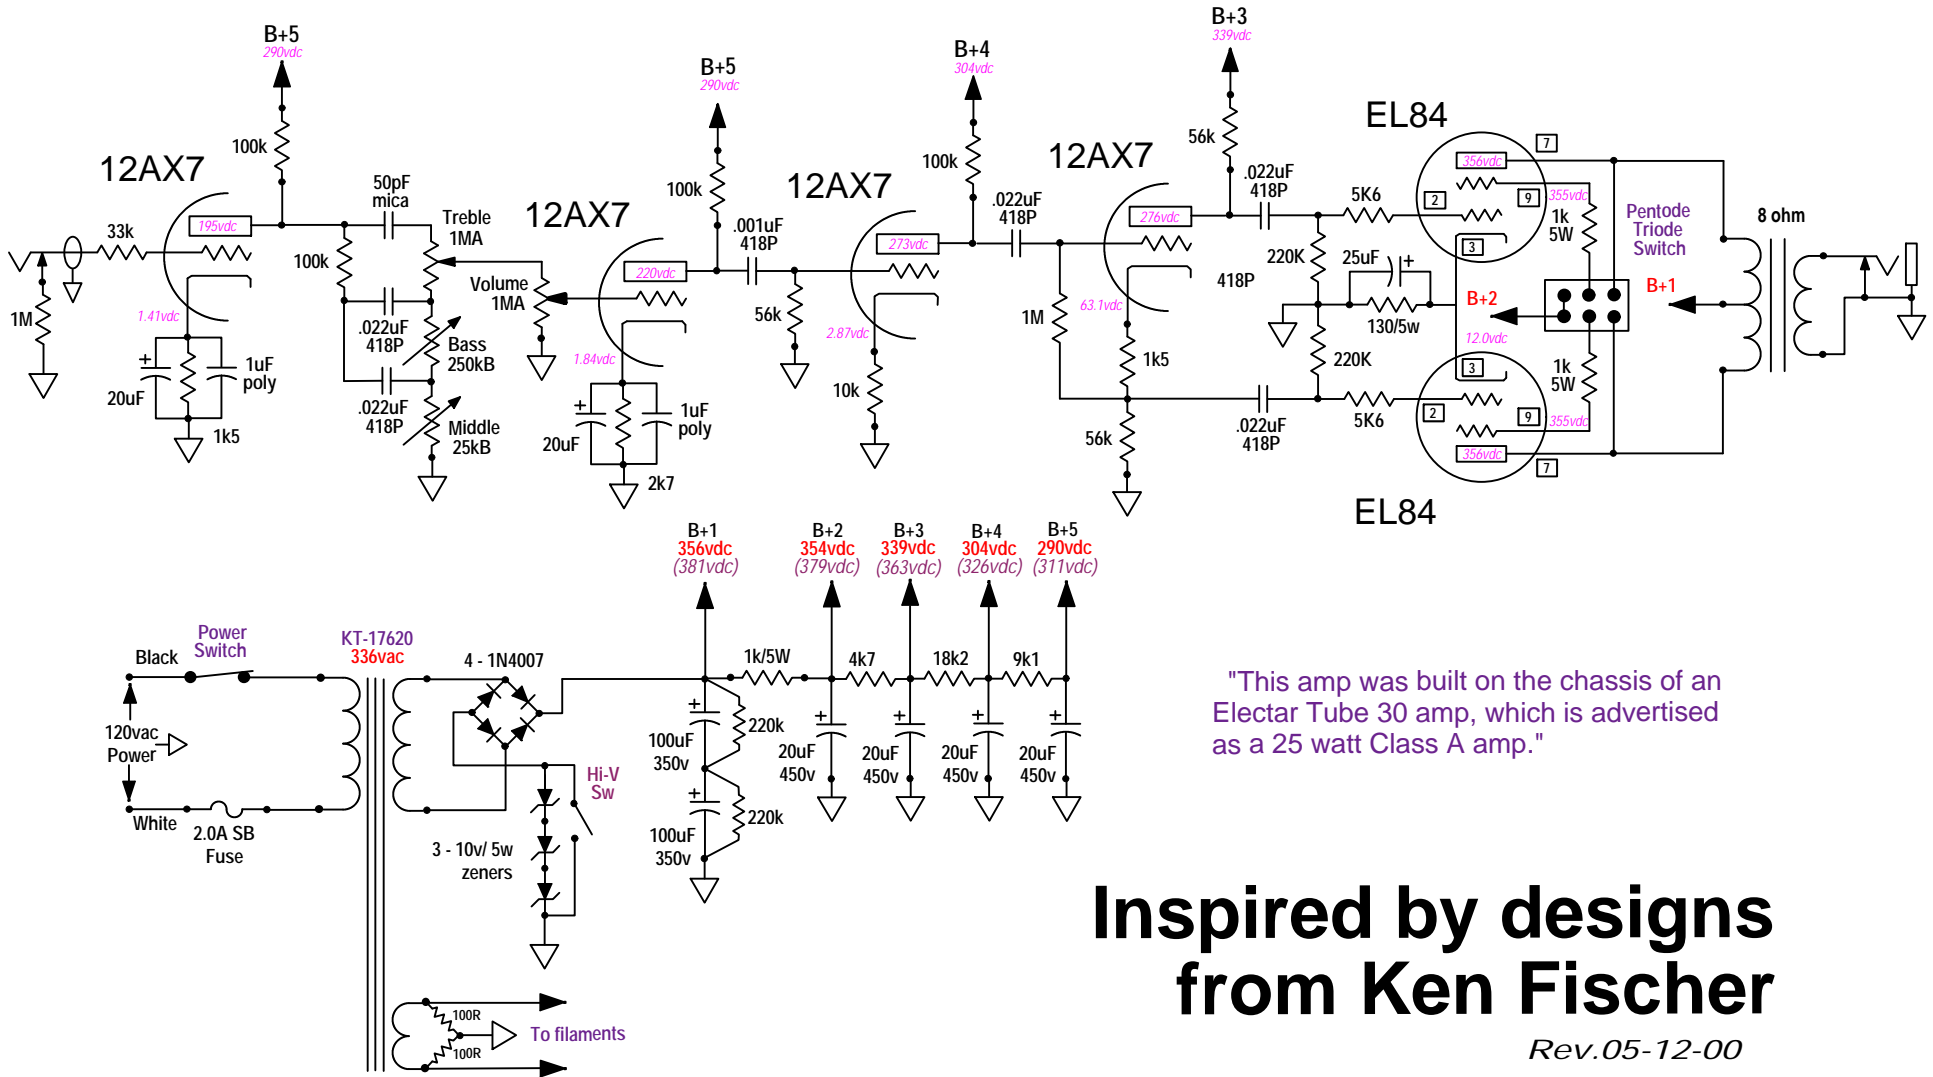 B+5
290vdc
100k
12AX7
195vdc
33k
1M
1.41vdc
20uF
1uF
poly
1k5
50pF
mica
Treble
1MA
100k
.022uF
418P
Bass
250kB
.022uF
418P
Middle
25kB
Volume
1MA
12AX7
B+5
290vdc
100k
220vdc
1.84vdc
20uF
1uF
poly
2k7
.001uF
418P
56k
12AX7
B+4
304vdc
100k
273vdc
2.87vdc
10k
.022uF
418P
1M
12AX7
B+3
339vdc
56k
276vdc
63.1vdc
1k5
56k
.022uF
418P
418P
.022uF
418P
220K
220K
5K6
5K6
25uF
+
130/5w
EL84
7
356vdc
2
9
3
355vdc
1k
5W
Pentode
Triode
Switch
B+2
12.0vdc
B+1
8 ohm
3
2
9
1k
5W
355vdc
356vdc
7
EL84
B+1
356vdc
(381vdc)
B+2
354vdc
(379vdc)
B+3
339vdc
(363vdc)
B+4
304vdc
(326vdc)
B+5
290vdc
(311vdc)
Black
Power
Switch
120vac
Power
White
2.0A SB
Fuse
KT-17620
336vac
4 - 1N4007
3 - 10v/ 5w
zeners
Hi-V
Sw
1k/5W
4k7
18k2
9k1
100uF
350v
220k
100uF
350v
220k
20uF
450v
20uF
450v
20uF
450v
20uF
450v
100R
100R
To filaments
"This amp was built on the chassis of an
Electar Tube 30 amp, which is advertised
as a 25 watt Class A amp."
Inspired by designs
from Ken Fischer
Rev.05-12-00